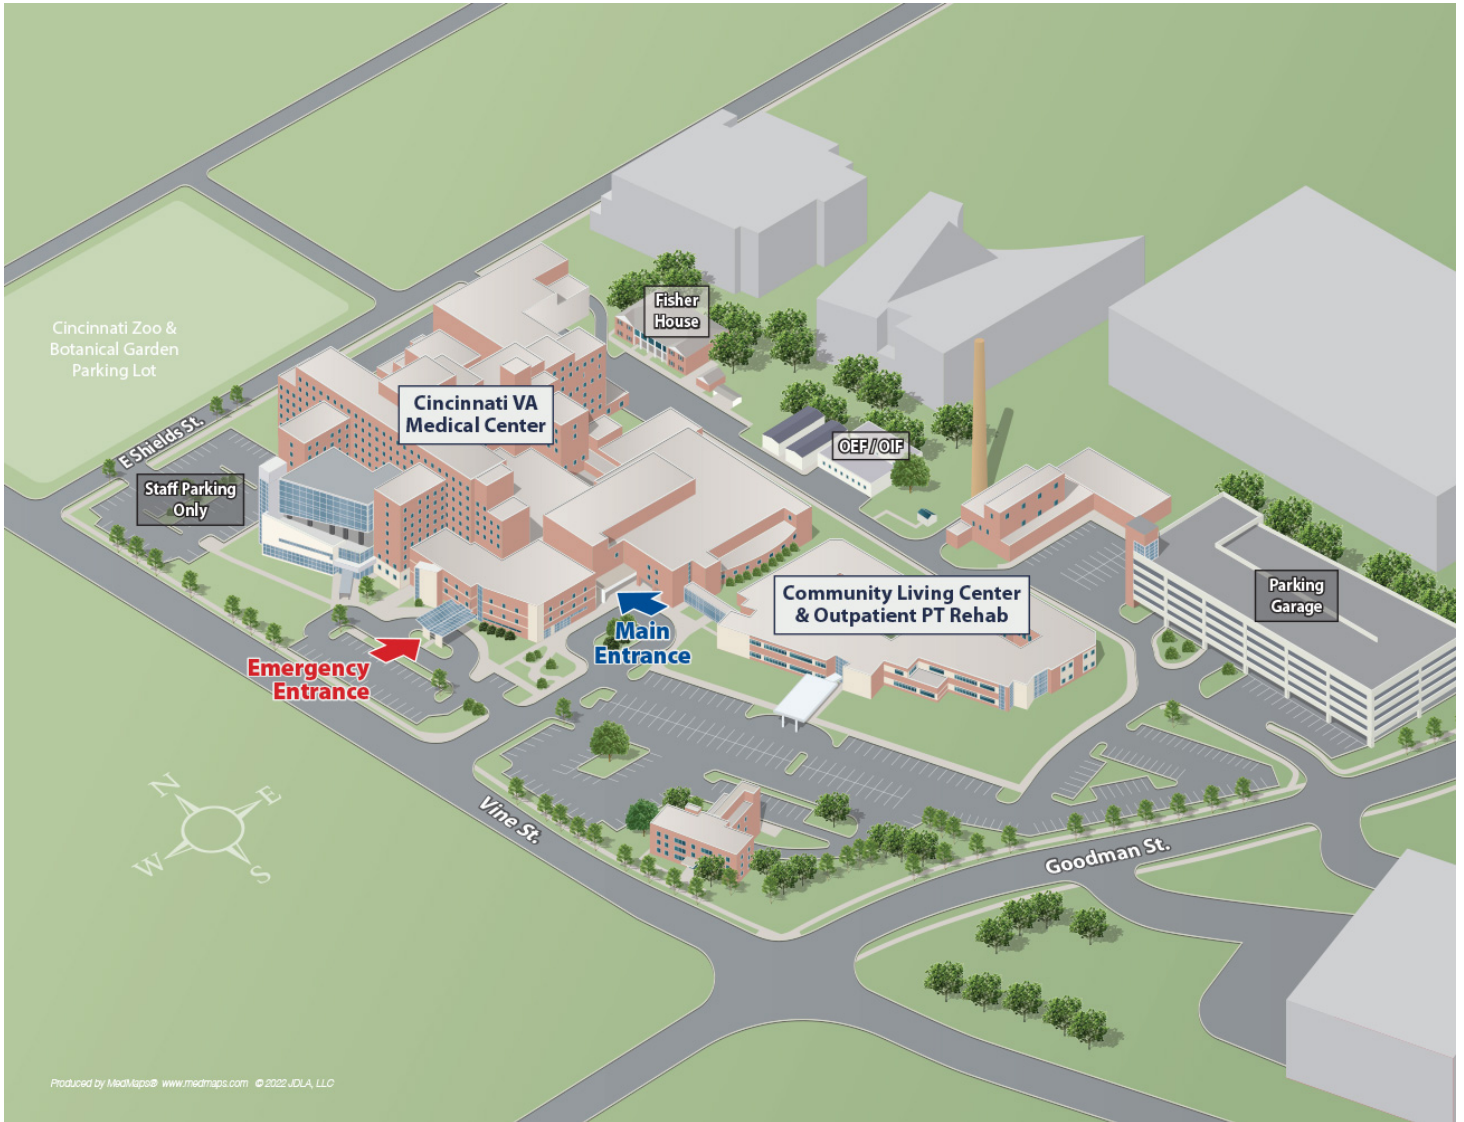 Fisher
House
Cincinnati Zoo &
Botanical Garden
Parking Lot
Cincinnati VA
Medical Center
E Shields St.
OEF / OIF
Staff Parking
Only
Parking
Garage
Community Living Center
& Outpatient PT Rehab
Main
Entrance
Emergency
Entrance
N
E
W
S
Vine St.
Goodman St.
Produced by MedMaps® www.medmaps.com © 2022 JDLA, LLC